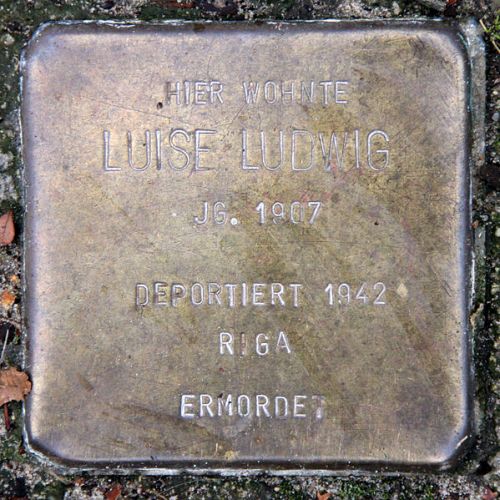 HIER WOHNTE
LUISE LUDWIG
JG. 1907
DEPORTIERT 1942
RIGA
ERMORDET